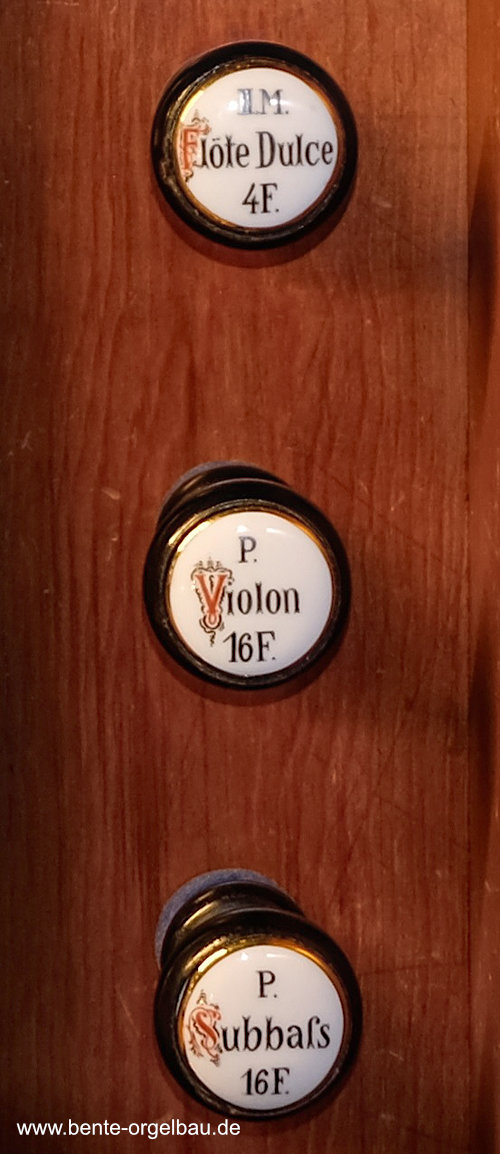 II.M.
Flöte Dulce
4F.
P.
Violon
16F.
P.
Subbaſs
16F.
www.bente-orgelbau.de